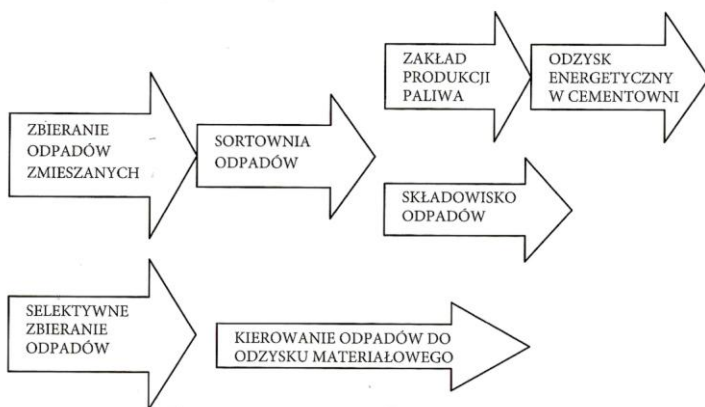 ZBIERANIE
ODPADÓW
ZMIESZANYCH
SORTOWNIA
ODPADÓW
ZAKŁAD
PRODUKCJI
PALIWA
ODZYSK
ENERGETYCZNY
W CEMENTOWNI
SKŁADOWISKO
ODPADÓW
SELEKTYWNE
ZBIERANIE
ODPADÓW
KIEROWANIE ODPADÓW DO
ODZYSKU MATERIAŁOWEGO